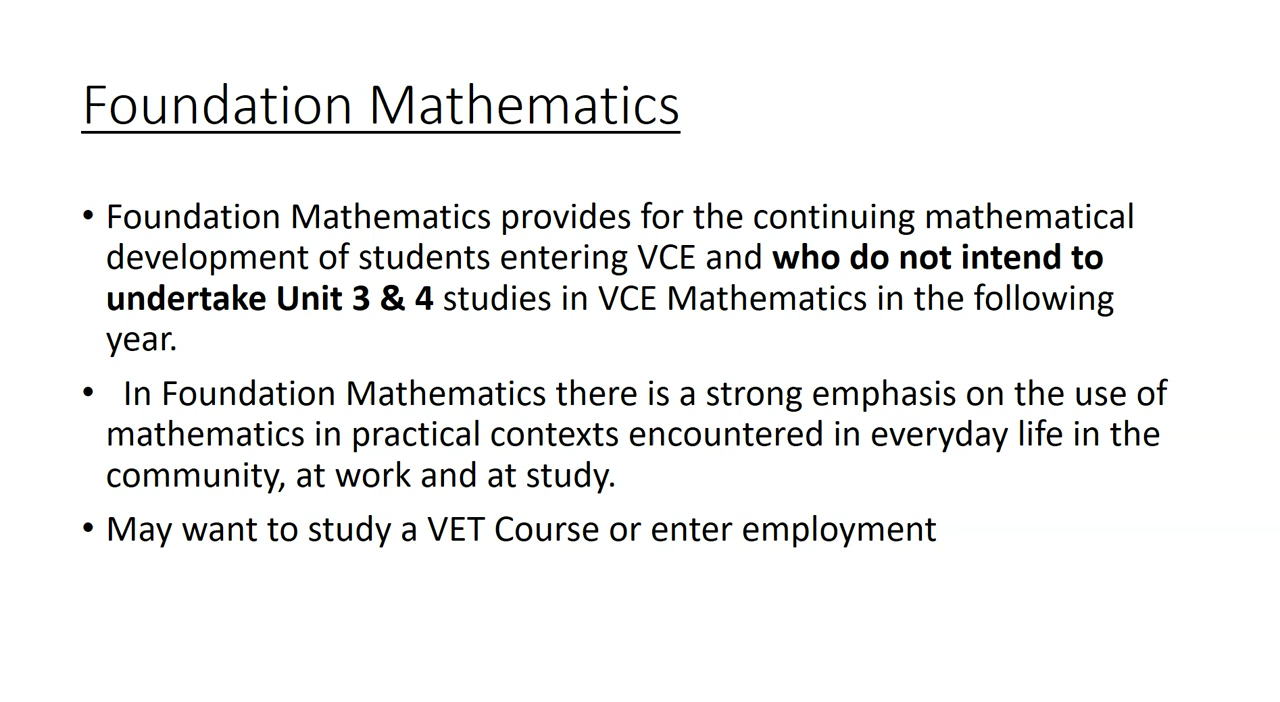 Foundation Mathematics
• Foundation Mathematics provides for the continuing mathematical
development of students entering VCE and who do not intend to
undertake Unit 3 & 4 studies in VCE Mathematics in the following
year.
• In Foundation Mathematics there is a strong emphasis on the use of
mathematics in practical contexts encountered in everyday life in the
community, at work and at study.
• May want to study a VET Course or enter employment